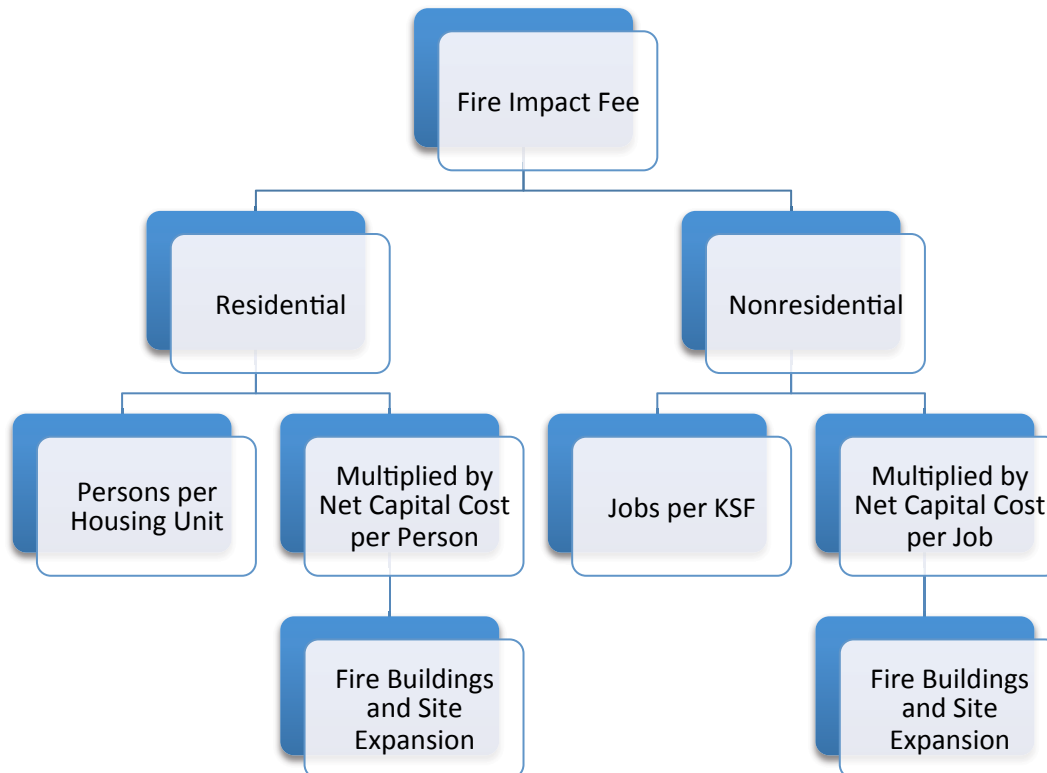 Fire Impact Fee
Residential
Nonresidential
Persons per
Housing Unit
Multiplied by
Net Capital Cost
per Person
Jobs per KSF
Multiplied by
Net Capital Cost
per Job
Fire Buildings
and Site
Expansion
Fire Buildings
and Site
Expansion